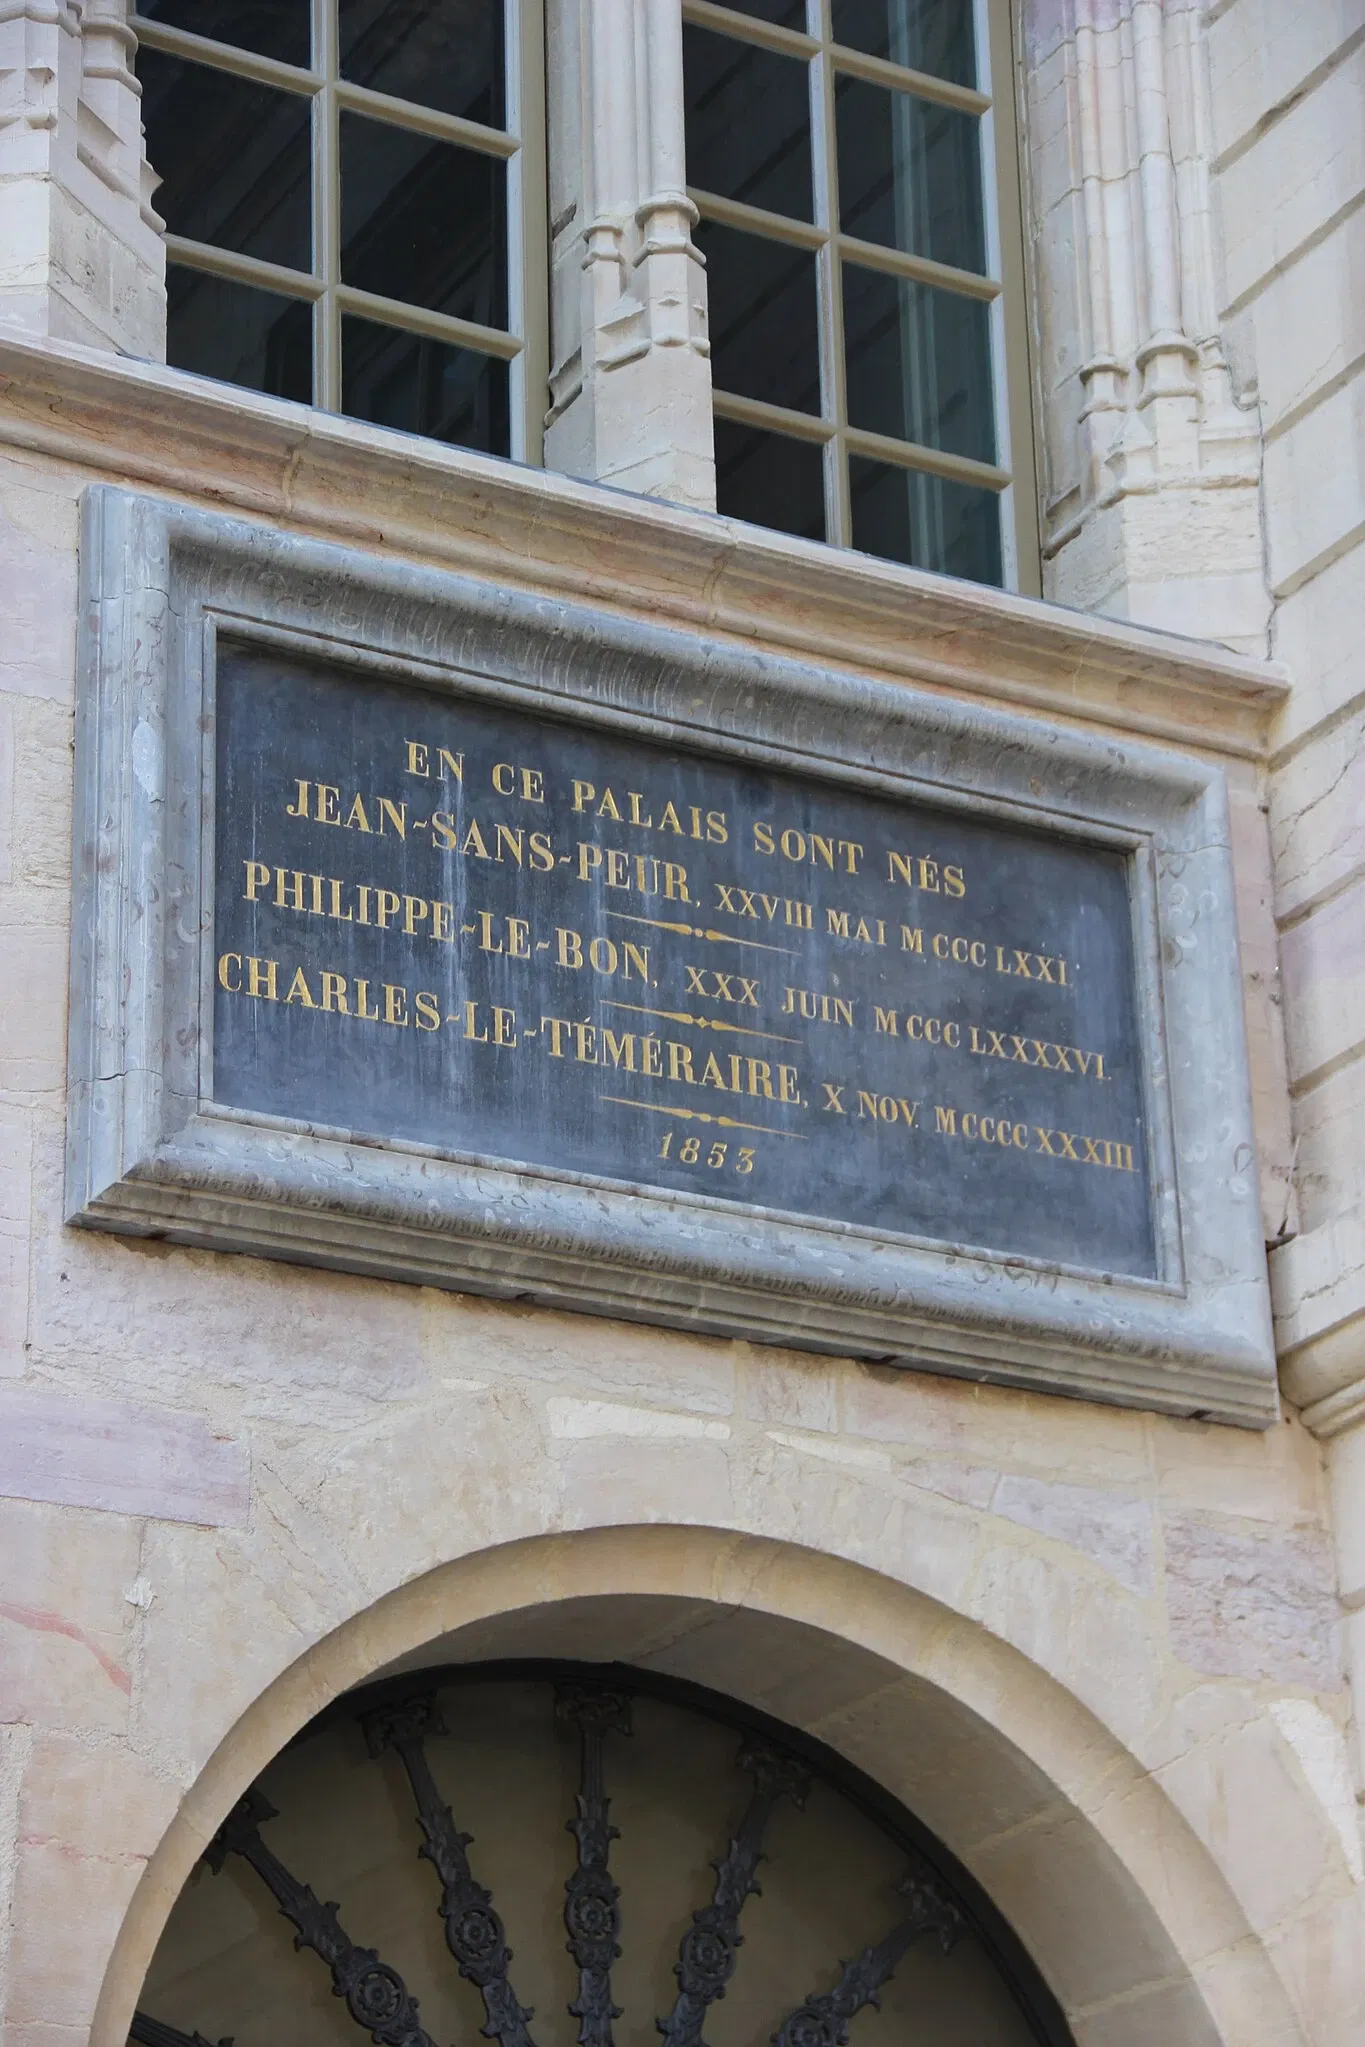 EN CE PALAIS SONT NÉS
JEAN-SANS-PEUR, XXVIII MAI M CCC LXXI.
PHILIPPE-LE-BON, XXX JUIN M CCC LXXXXVI.
CHARLES-LE-TÉMÉRAIRE, X NOV. M CCCC XXXIII.
1853